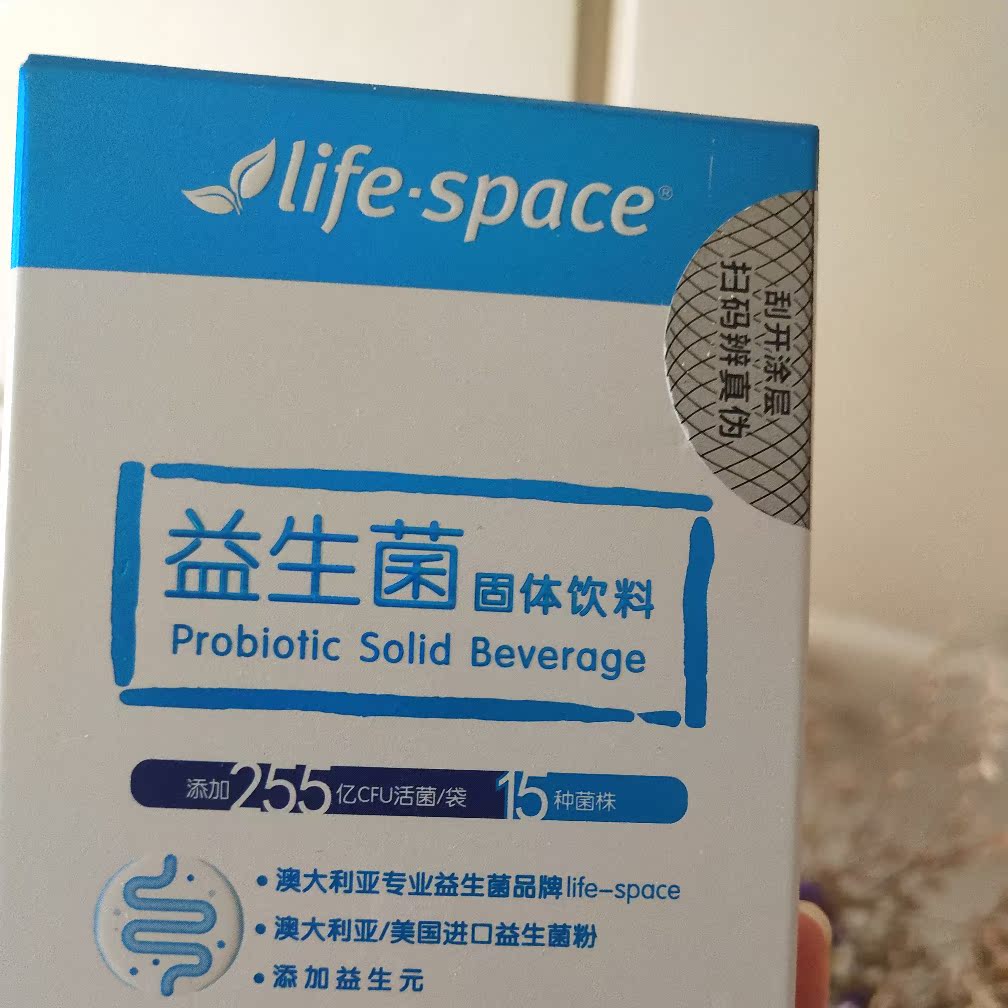 life·space®
刮开涂层
扫码辨真伪
益生菌 固体饮料
Probiotic Solid Beverage
添加255亿CFU活菌/袋 15种菌株
• 澳大利亚专业益生菌品牌life-space
• 澳大利亚/美国进口益生菌粉
• 添加益生元